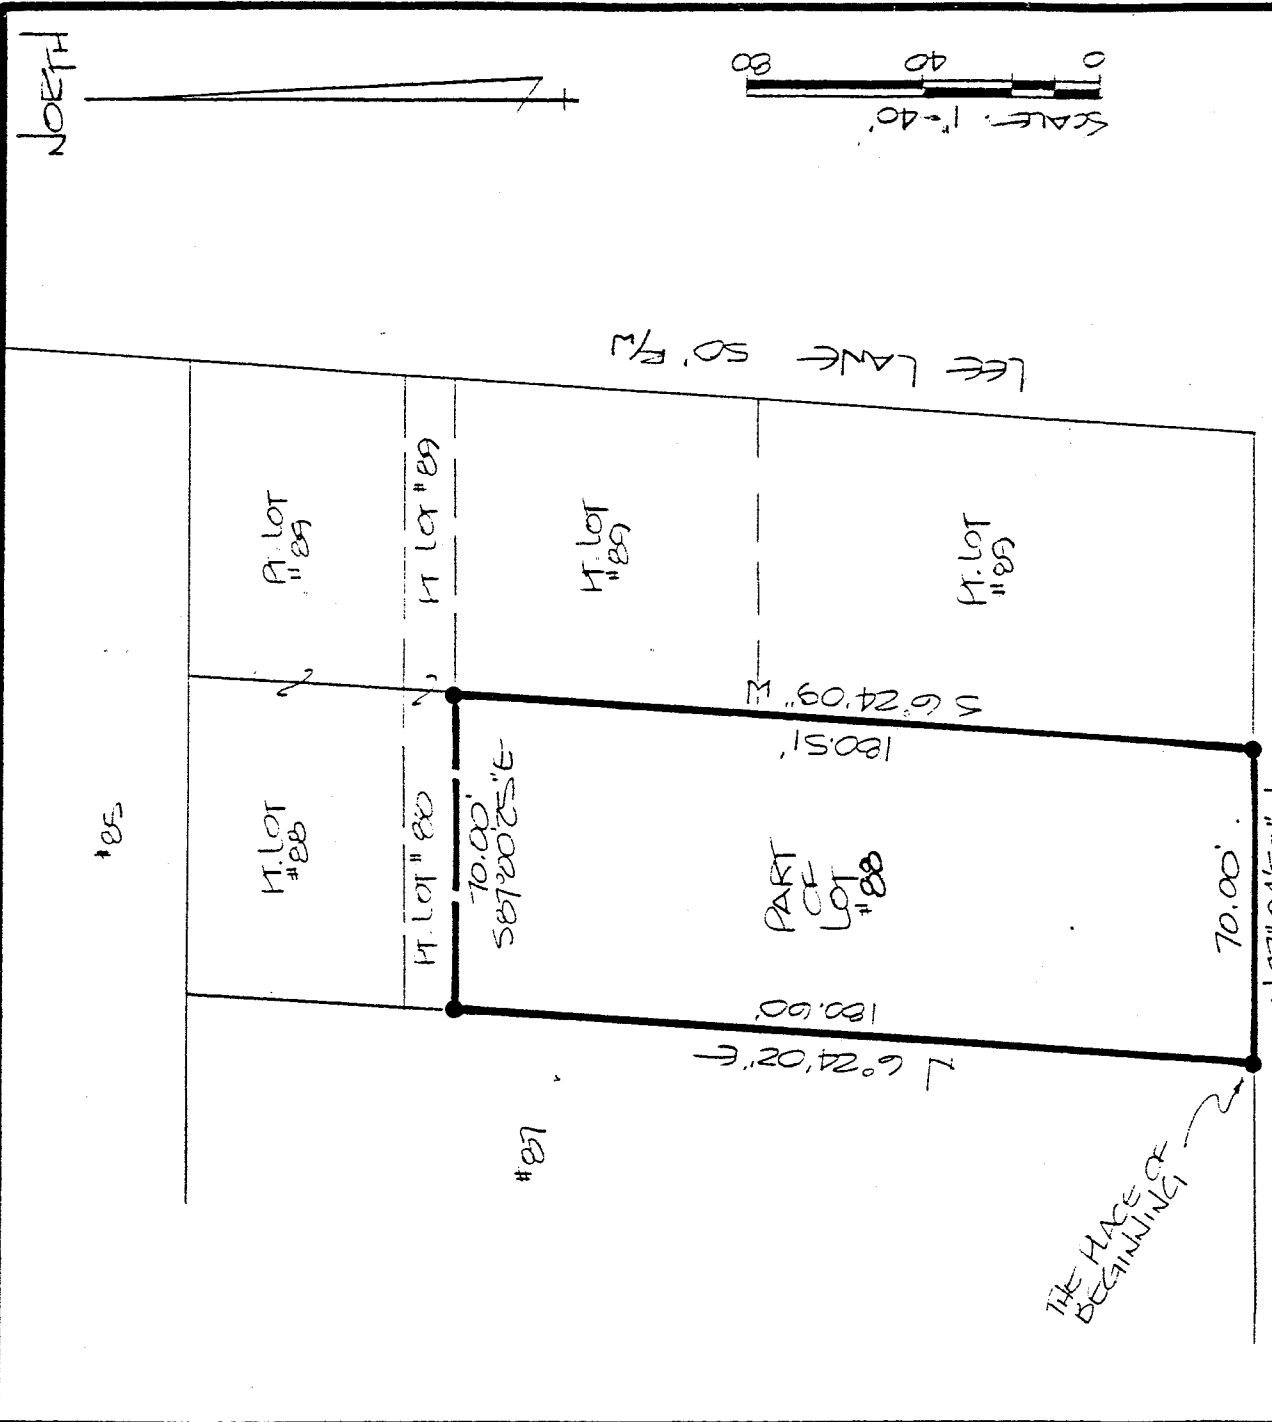 NORTH
0 40 80
SCALE: 1"=40'
LEE LANE 50' R/W
PT. LOT
#89
PT. LOT #89
PT. LOT
#89
PT. LOT
#89
S 6°24'09" W
180.51'
#85
PT. LOT
#88
PT. LOT #88
70.00'
S87°00'25"E
PART
OF
LOT
#88
70.00'
180.60'
N 6°24'02" E
#87
THE PLACE OF
BEGINNING